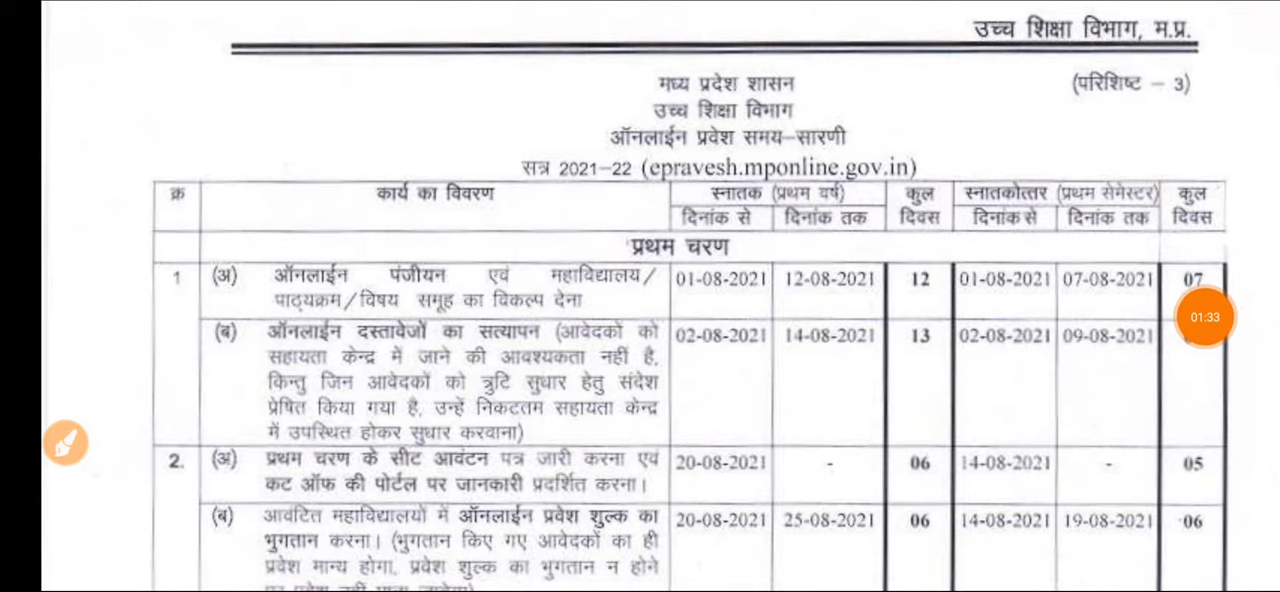 उच्च शिक्षा विभाग, म.प्र.
मध्य प्रदेश शासन
(परिशिष्ट – 3)
उच्च शिक्षा विभाग
ऑनलाईन प्रवेश समय–सारणी
सत्र 2021–22 (epravesh.mponline.gov.in)
क्र कार्य का विवरण स्नातक (प्रथम वर्ष) कुल दिवस स्नातकोत्तर (प्रथम सेमेस्टर) कुल दिवस
दिनांक से दिनांक तक दिनांक से दिनांक तक
प्रथम चरण
1 (अ) ऑनलाईन पंजीयन एवं महाविद्यालय/ 01-08-2021 12-08-2021 12 01-08-2021 07-08-2021 07
पाठ्यक्रम/विषय समूह का विकल्प देना
01:33
(ब) ऑनलाईन दस्तावेजों का सत्यापन (आवेदकों को 02-08-2021 14-08-2021 13 02-08-2021 09-08-2021
सहायता केन्द्र में जाने की आवश्यकता नहीं है,
किन्तु जिन आवेदकों को त्रुटि सुधार हेतु संदेश
प्रेषित किया गया है, उन्हें निकटतम सहायता केन्द्र
में उपस्थित होकर सुधार करवाना)
2. (अ) प्रथम चरण के सीट आवंटन पत्र जारी करना एवं 20-08-2021 - 06 14-08-2021 - 05
कट ऑफ की पोर्टल पर जानकारी प्रदर्शित करना।
(ब) आवंटित महाविद्यालयों में ऑनलाईन प्रवेश शुल्क का 20-08-2021 25-08-2021 06 14-08-2021 19-08-2021 06
भुगतान करना। (भुगतान किए गए आवेदकों का ही
प्रवेश मान्य होगा, प्रवेश शुल्क का भुगतान न होने